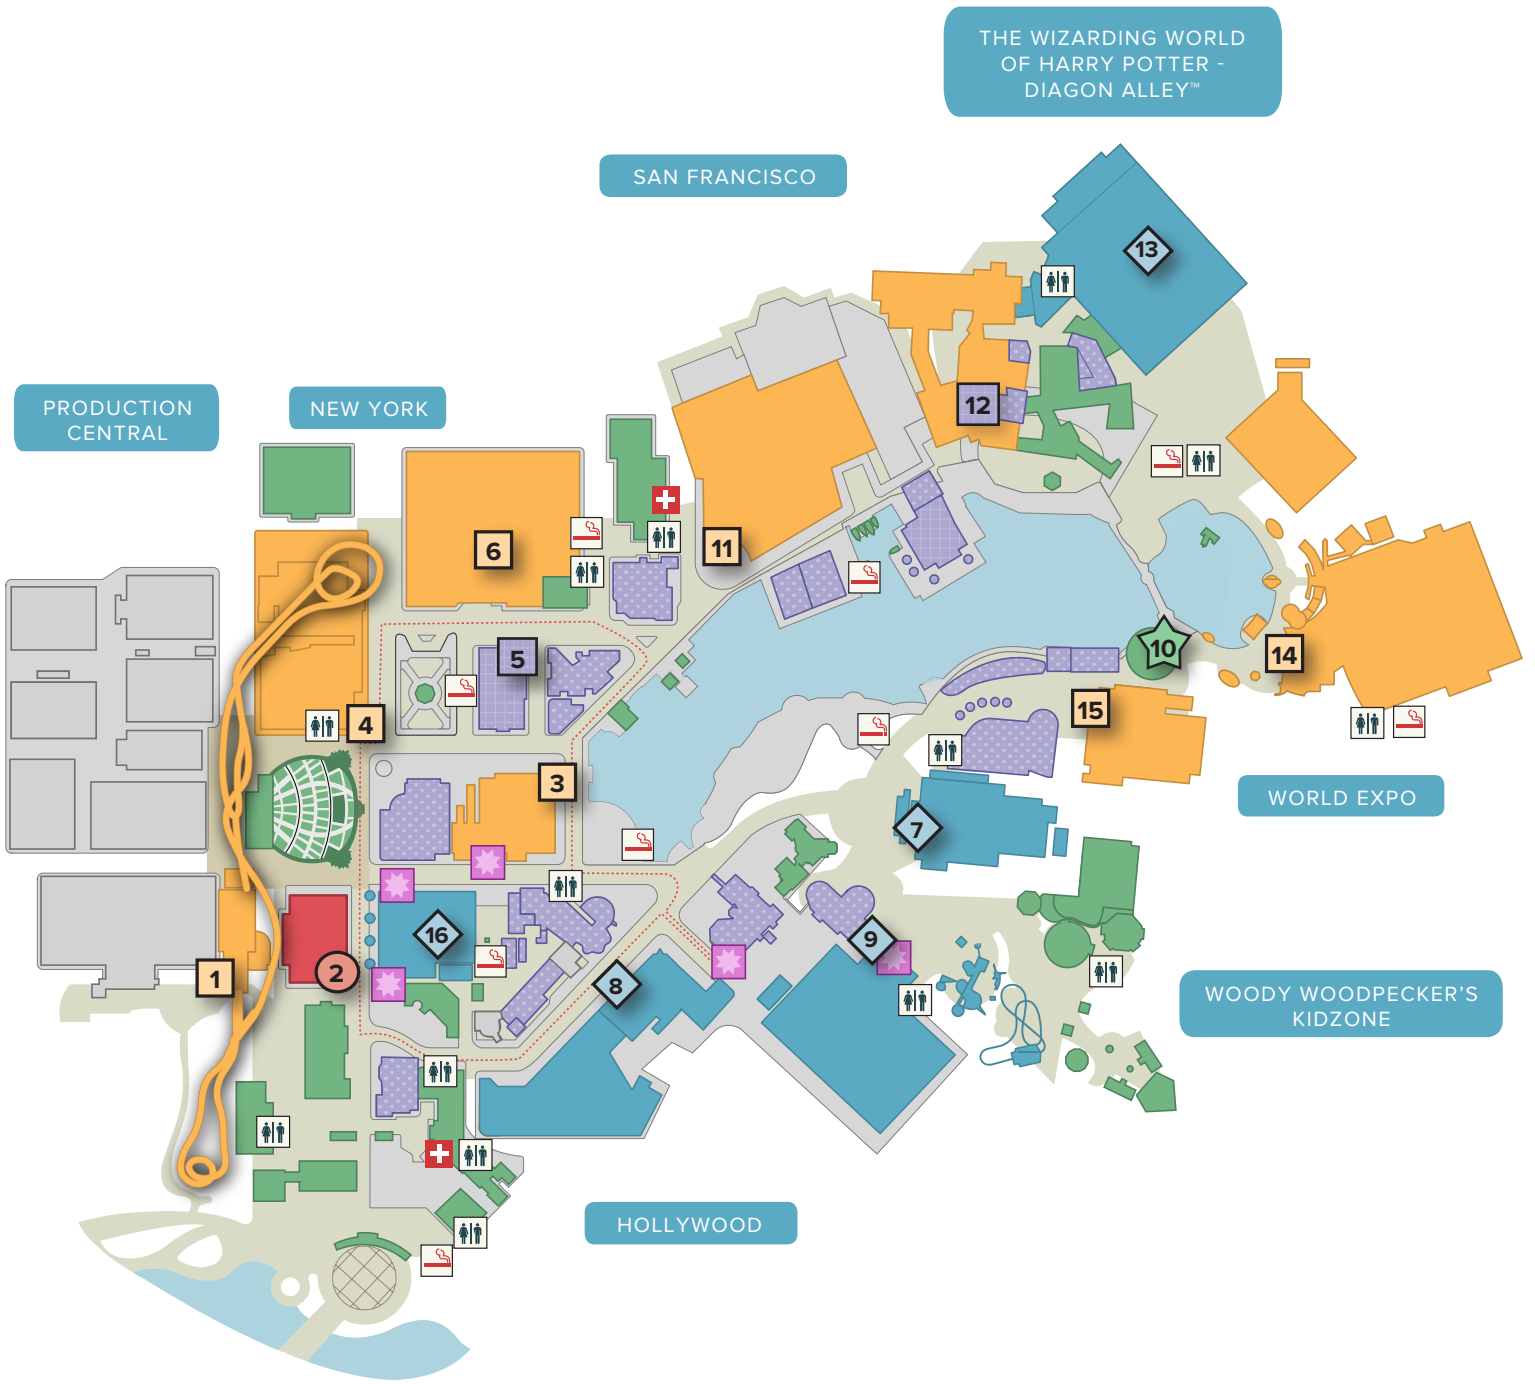 THE WIZARDING WORLD
OF HARRY POTTER -
DIAGON ALLEY™
SAN FRANCISCO
13
PRODUCTION
CENTRAL
NEW YORK
12
6
11
5
10
14
4
15
3
WORLD EXPO
7
16
9
2
1
8
WOODY WOODPECKER'S
KIDZONE
HOLLYWOOD